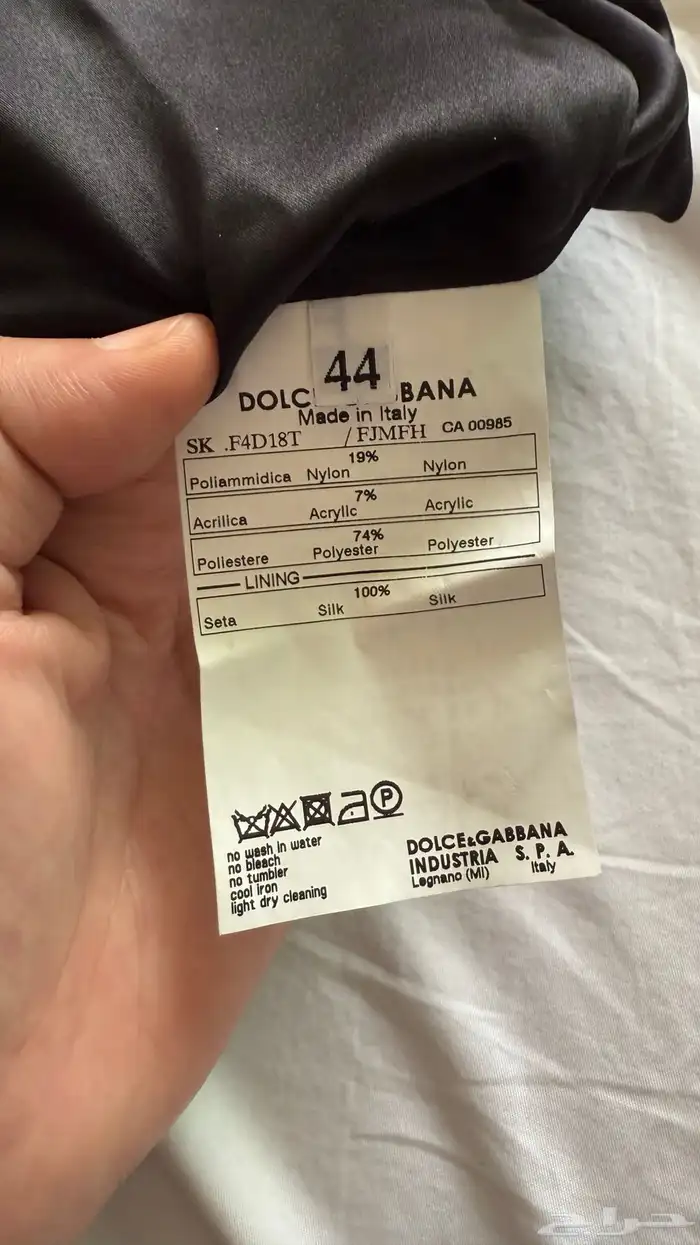 44
DOLC BBANA
Made in Italy
SK .F4D18T /FJMFH CA 00985
19%
Poliammidica Nylon Nylon
7%
Acrilica Acrylic Acrylic
74%
Poliestere Polyester Polyester
LINING
100%
Seta Silk Silk
P
no wash in water
no bleach
no tumbler
cool iron
light dry cleaning
DOLCE&GABBANA
INDUSTRIA S. P. A.
Legnano (MI) Italy
حراج